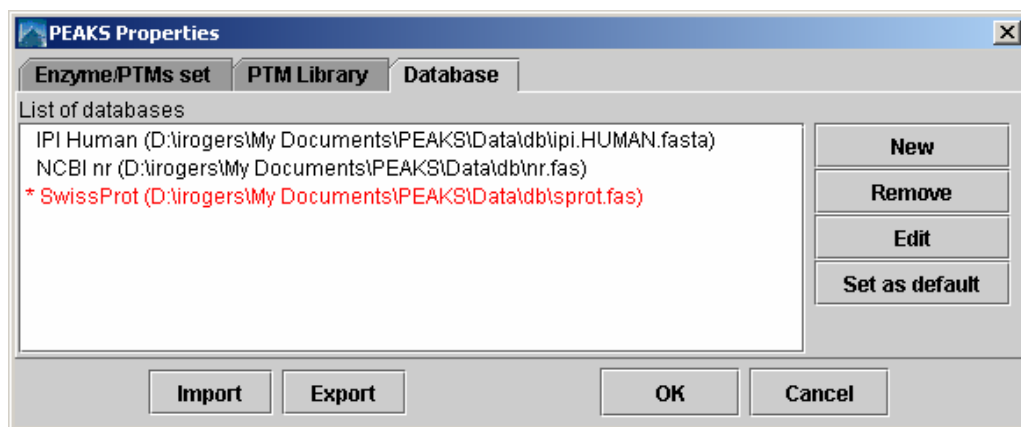 PEAKS Properties
Enzyme/PTMs set PTM Library Database
List of databases
IPI Human (D:\irogers\My Documents\PEAKS\Data\db\ipi.HUMAN.fasta)
NCBI nr (D:\irogers\My Documents\PEAKS\Data\db\nr.fas)
* SwissProt (D:\irogers\My Documents\PEAKS\Data\db\sprot.fas)
New
Remove
Edit
Set as default
Import Export OK Cancel